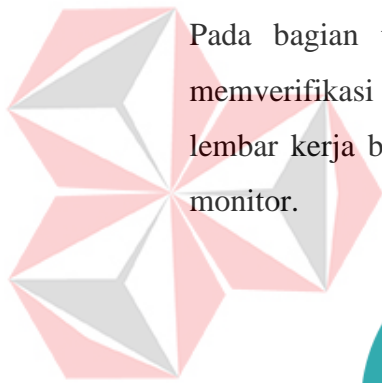 Pada bagian
memverifikasi
lembar kerja b
monitor.